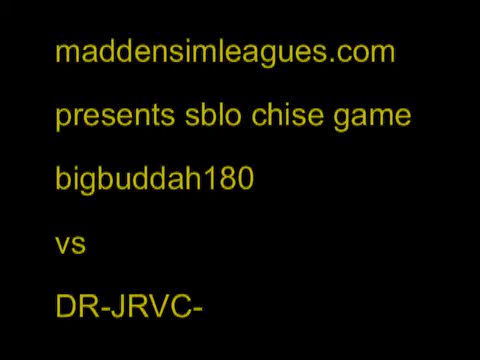 maddensimleagues.com
presents sblo chise game
bigbuddah180
vs
DR-JRVC-